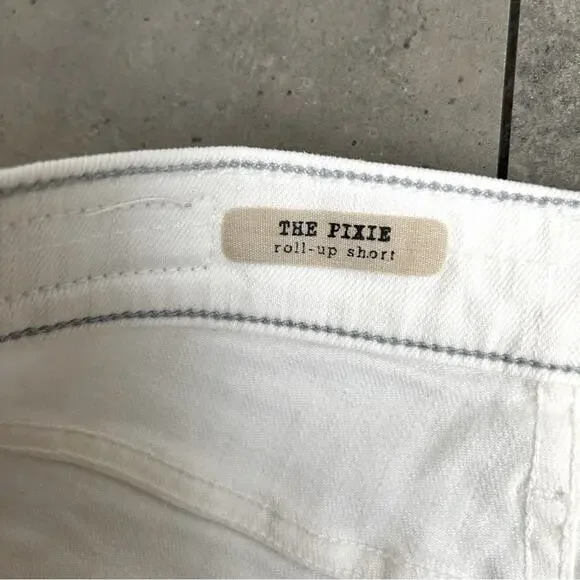 THE PIXIE
roll-up short